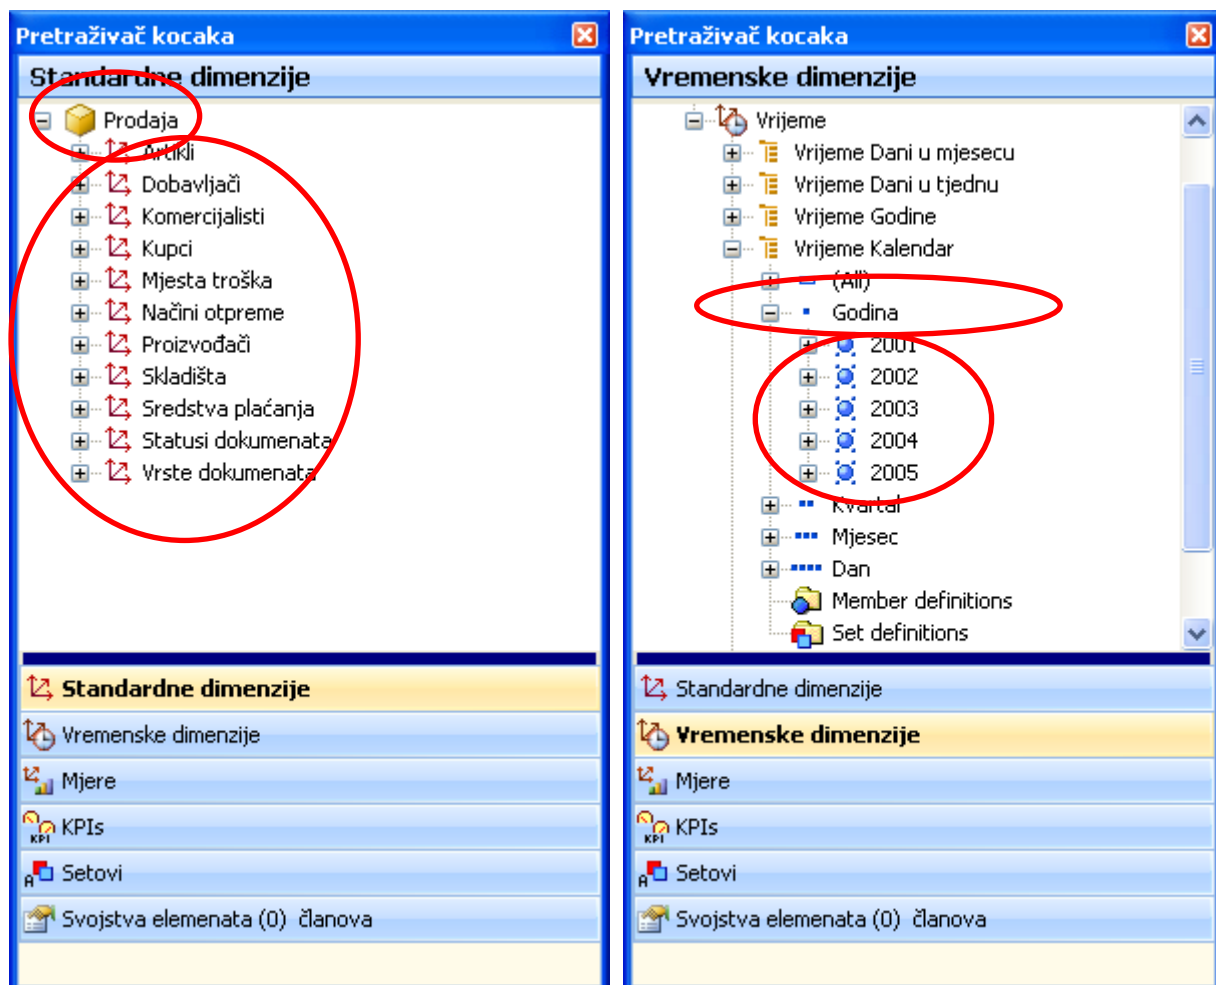 Pretraživač kocaka
Standardne dimenzije
Prodaja
Artikli
Dobavljači
Komercijalisti
Kupci
Mjesta troška
Načini otpreme
Proizvođači
Skladišta
Sredstva plaćanja
Statusi dokumenata
Vrste dokumenata
Standardne dimenzije
Vremenske dimenzije
Mjere
KPI
KPIs
A
Setovi
Svojstva elemenata (0) članova
Pretraživač kocaka
Vremenske dimenzije
Vrijeme
Vrijeme Dani u mjesecu
Vrijeme Dani u tjednu
Vrijeme Godine
Vrijeme Kalendar
(All)
Godina
2001
2002
2003
2004
2005
Kvartal
Mjesec
Dan
Member definitions
Set definitions
Standardne dimenzije
Vremenske dimenzije
Mjere
KPI
KPIs
A
Setovi
Svojstva elemenata (0) članova